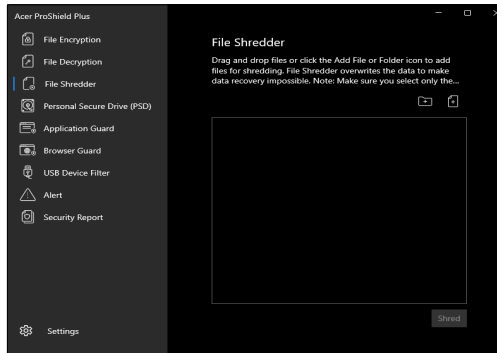 Acer ProShield Plus
File Encryption
File Decryption
File Shredder
Personal Secure Drive (PSD)
Application Guard
Browser Guard
USB Device Filter
Alert
Security Report
Settings
File Shredder
Drag and drop files or click the Add File or Folder icon to add
files for shredding. File Shredder overwrites the data to make
data recovery impossible. Note: Make sure you select only the...
Shred